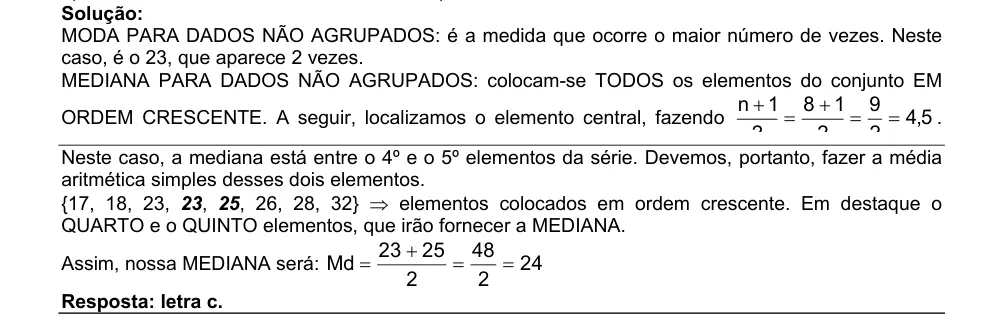 Solução:
MODA PARA DADOS NÃO AGRUPADOS: é a medida que ocorre o maior número de vezes. Neste
caso, é o 23, que aparece 2 vezes.
MEDIANA PARA DADOS NÃO AGRUPADOS: colocam-se TODOS os elementos do conjunto EM
ORDEM CRESCENTE. A seguir, localizamos o elemento central, fazendo (n + 1)/2 = (8 + 1)/2 = 9/2 = 4,5 .
Neste caso, a mediana está entre o 4º e o 5º elementos da série. Devemos, portanto, fazer a média
aritmética simples desses dois elementos.
{17, 18, 23, 23, 25, 26, 28, 32} ⇒ elementos colocados em ordem crescente. Em destaque o
QUARTO e o QUINTO elementos, que irão fornecer a MEDIANA.
Assim, nossa MEDIANA será: Md = (23 + 25)/2 = 48/2 = 24
Resposta: letra c.